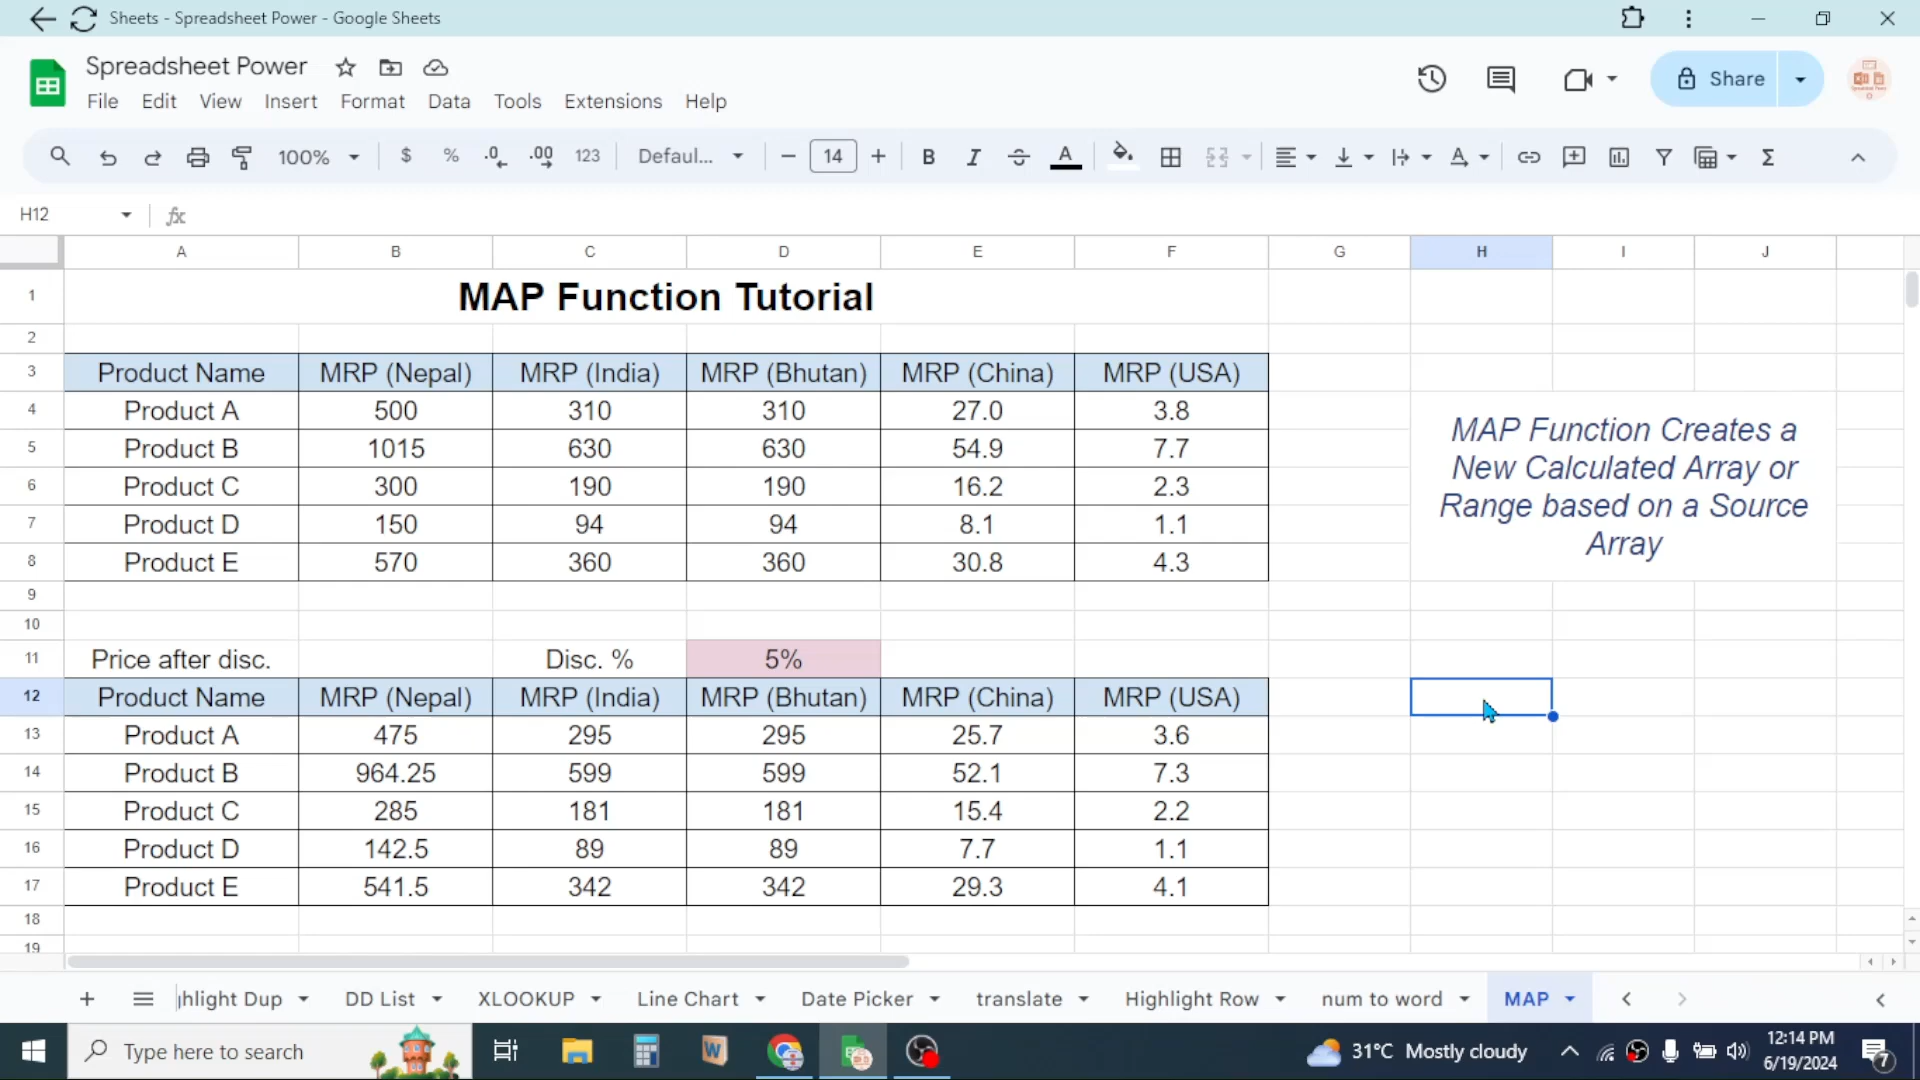 Sheets - Spreadsheet Power - Google Sheets
Spreadsheet Power
File Edit View Insert Format Data Tools Extensions Help
Share
100% $ % .0 .00 123 Defaul... 14 B I A
H12 fx
A B C D E F G H I J
1 MAP Function Tutorial
2
3 Product Name MRP (Nepal) MRP (India) MRP (Bhutan) MRP (China) MRP (USA)
4 Product A 500 310 310 27.0 3.8
5 Product B 1015 630 630 54.9 7.7
6 Product C 300 190 190 16.2 2.3
7 Product D 150 94 94 8.1 1.1
8 Product E 570 360 360 30.8 4.3
MAP Function Creates a
New Calculated Array or
Range based on a Source
Array
9
10
11 Price after disc. Disc. % 5%
12 Product Name MRP (Nepal) MRP (India) MRP (Bhutan) MRP (China) MRP (USA)
13 Product A 475 295 295 25.7 3.6
14 Product B 964.25 599 599 52.1 7.3
15 Product C 285 181 181 15.4 2.2
16 Product D 142.5 89 89 7.7 1.1
17 Product E 541.5 342 342 29.3 4.1
18
19
ghlight Dup DD List XLOOKUP Line Chart Date Picker translate Highlight Row num to word MAP
Type here to search
31°C Mostly cloudy
12:14 PM
6/19/2024
7